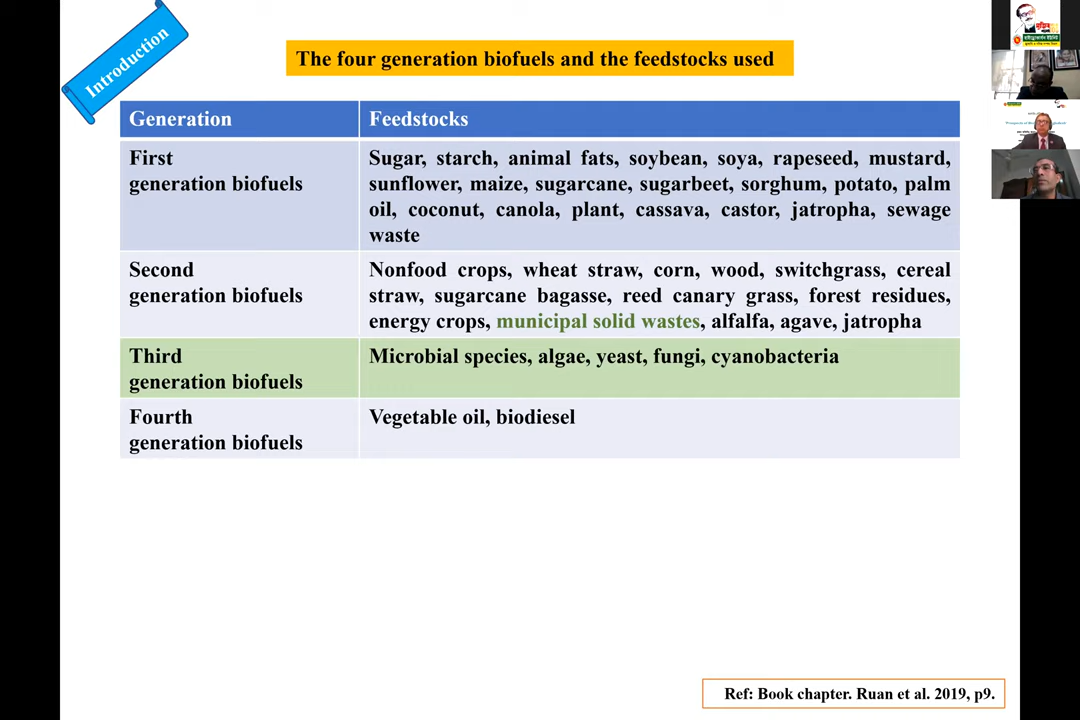 Introduction
The four generation biofuels and the feedstocks used
Generation
Feedstocks
First
generation biofuels
Sugar, starch, animal fats, soybean, soya, rapeseed, mustard,
sunflower, maize, sugarcane, sugarbeet, sorghum, potato, palm
oil, coconut, canola, plant, cassava, castor, jatropha, sewage
waste
Second
generation biofuels
Nonfood crops, wheat straw, corn, wood, switchgrass, cereal
straw, sugarcane bagasse, reed canary grass, forest residues,
energy crops, municipal solid wastes, alfalfa, agave, jatropha
Third
generation biofuels
Microbial species, algae, yeast, fungi, cyanobacteria
Fourth
generation biofuels
Vegetable oil, biodiesel
Ref: Book chapter. Ruan et al. 2019, p9.